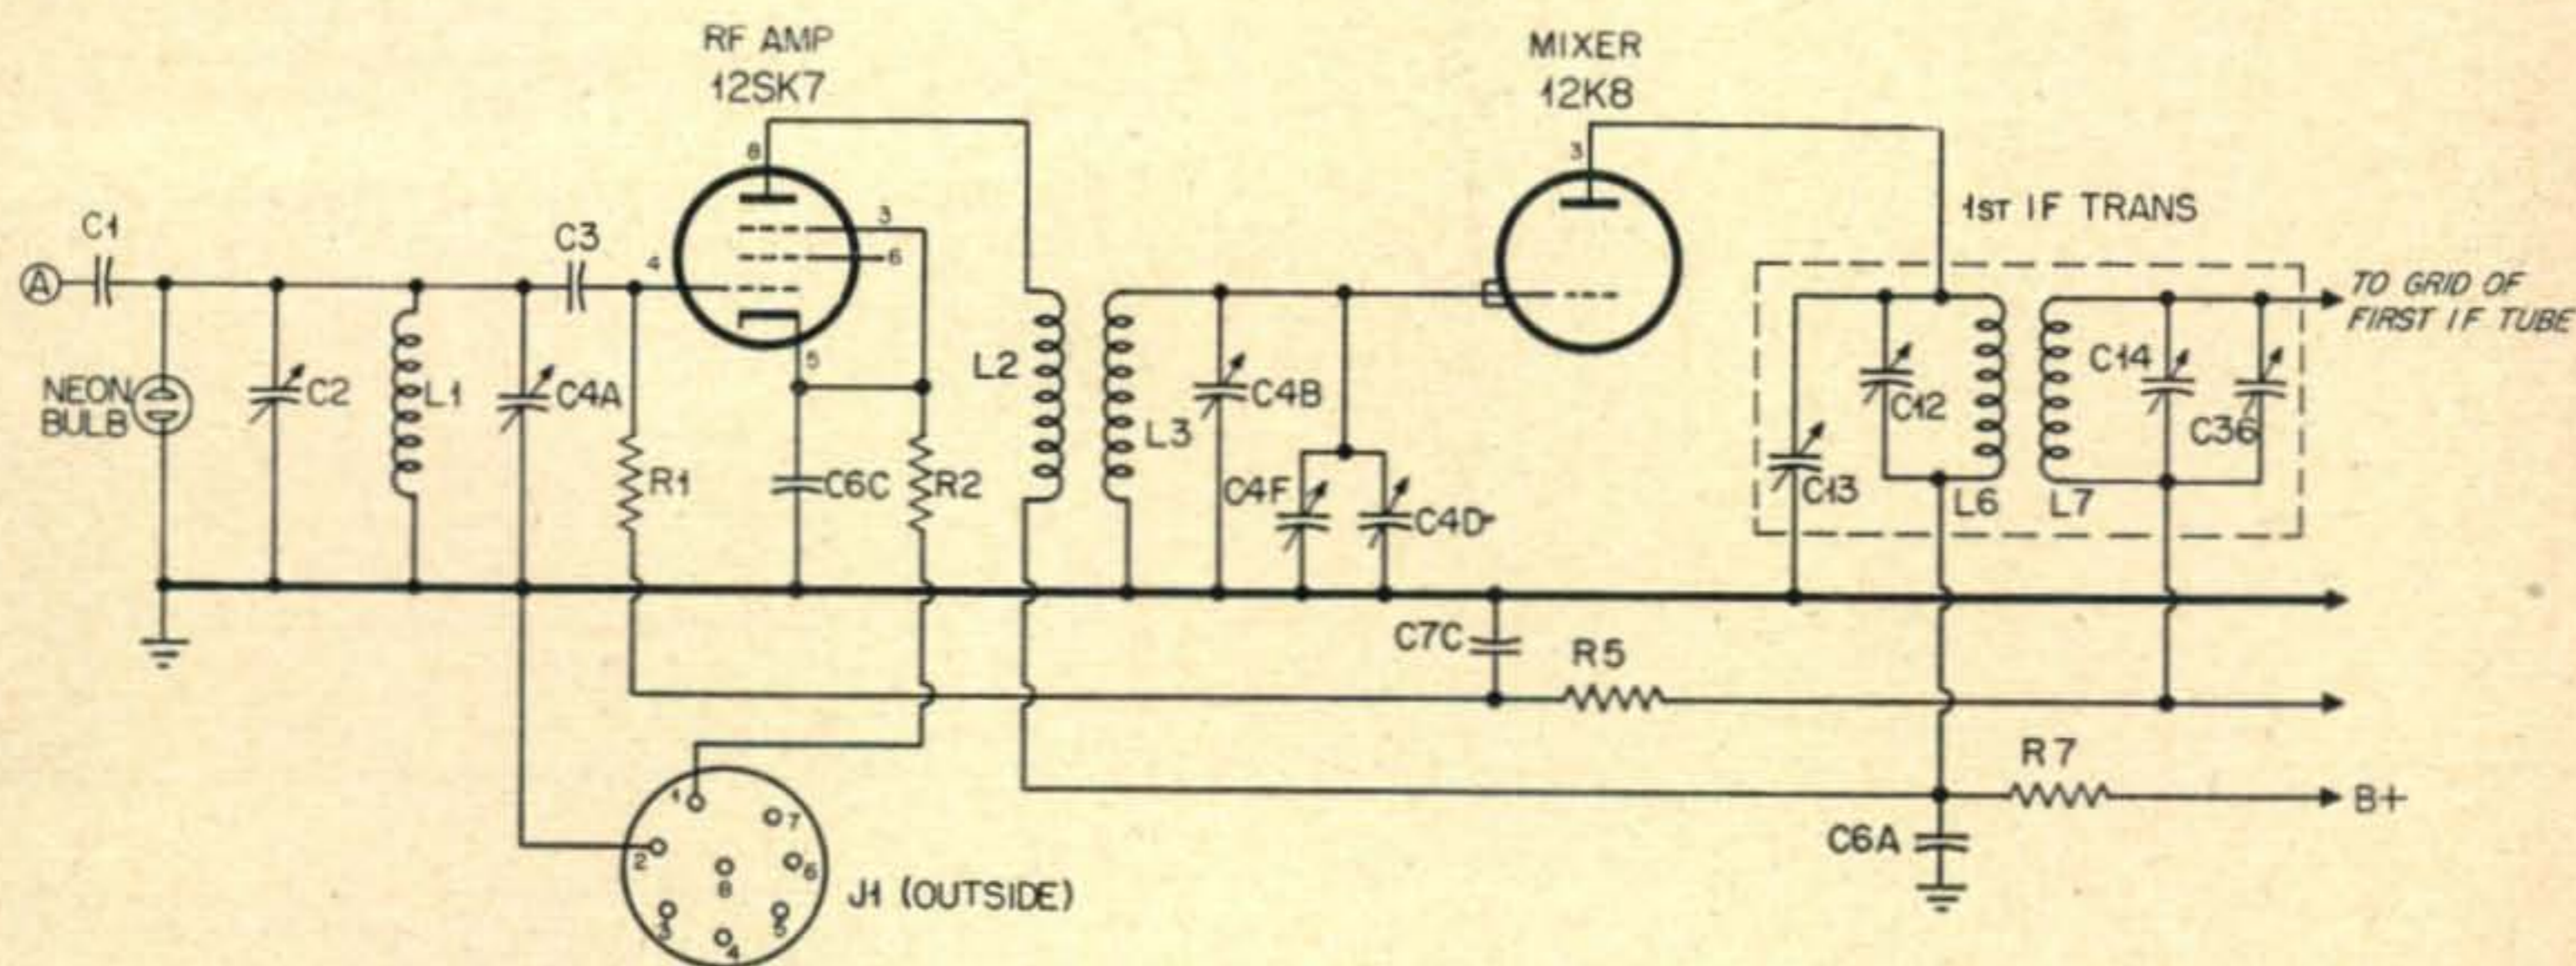 RF AMP
12SK7
MIXER
12K8
8
3
6
4
5
3
A
C1
C3
1ST IF TRANS
TO GRID OF
FIRST IF TUBE
NEON
BULB
C2
L1
C4A
R1
C6C
R2
L2
L3
C4B
C4F
C4D
C13
C12
L6
L7
C14
C36
C7C
R5
R7
B+
C6A
1
2
3
4
5
6
7
8
J1 (OUTSIDE)